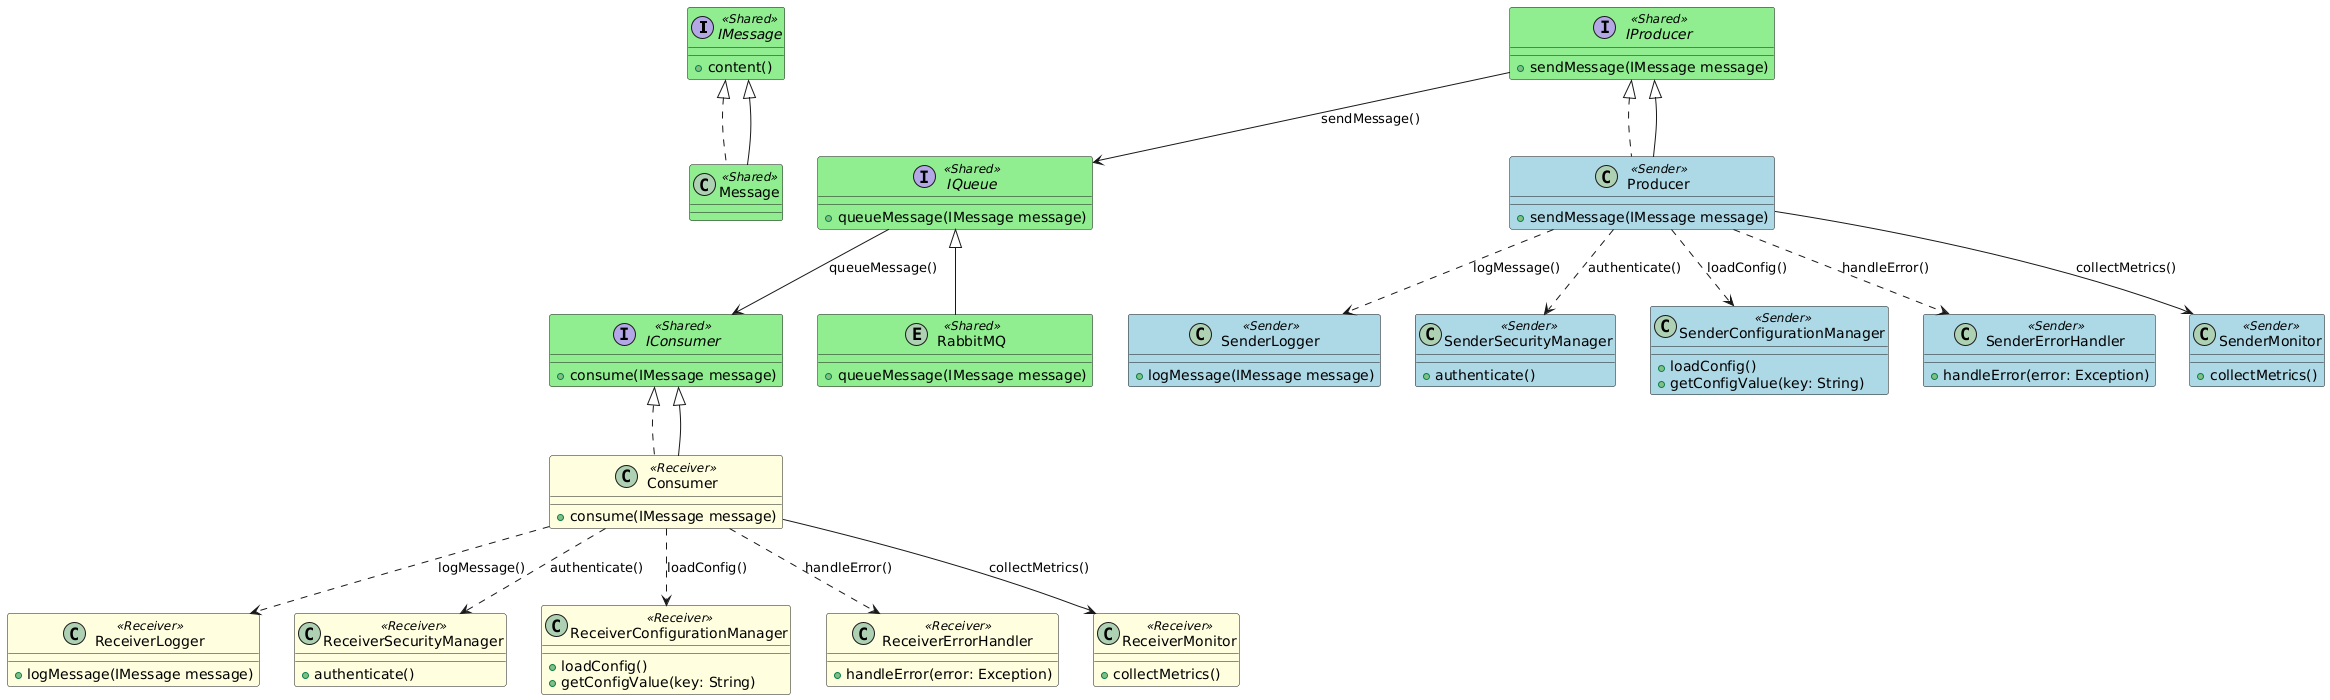 I
«Shared»
IMessage
content()
I
«Shared»
IProducer
sendMessage(IMessage message)
sendMessage()
C
«Shared»
Message
I
«Shared»
IQueue
queueMessage(IMessage message)
C
«Sender»
Producer
sendMessage(IMessage message)
queueMessage()
logMessage()
authenticate()
loadConfig()
handleError()
collectMetrics()
I
«Shared»
IConsumer
consume(IMessage message)
E
«Shared»
RabbitMQ
queueMessage(IMessage message)
C
«Sender»
SenderLogger
logMessage(IMessage message)
C
«Sender»
SenderSecurityManager
authenticate()
C
«Sender»
SenderConfigurationManager
loadConfig()
getConfigValue(key: String)
C
«Sender»
SenderErrorHandler
handleError(error: Exception)
C
«Sender»
SenderMonitor
collectMetrics()
C
«Receiver»
Consumer
consume(IMessage message)
logMessage()
authenticate()
loadConfig()
handleError()
collectMetrics()
C
«Receiver»
ReceiverLogger
logMessage(IMessage message)
C
«Receiver»
ReceiverSecurityManager
authenticate()
C
«Receiver»
ReceiverConfigurationManager
loadConfig()
getConfigValue(key: String)
C
«Receiver»
ReceiverErrorHandler
handleError(error: Exception)
C
«Receiver»
ReceiverMonitor
collectMetrics()